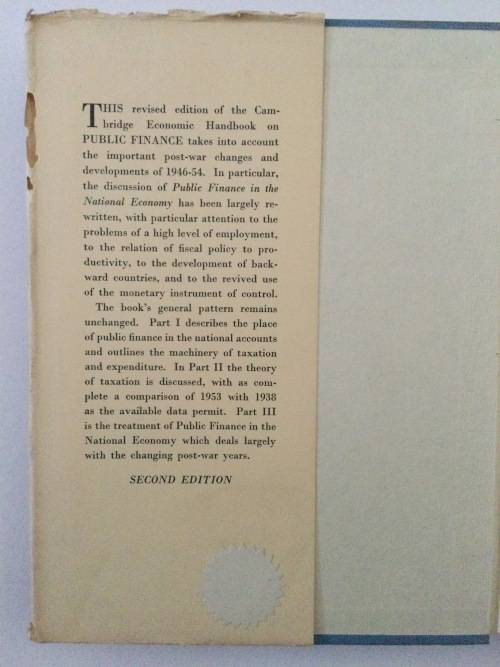 THIS revised edition of the Cam-
bridge Economic Handbook on
PUBLIC FINANCE takes into account
the important post-war changes and
developments of 1946-54. In particular,
the discussion of Public Finance in the
National Economy has been largely re-
written, with particular attention to the
problems of a high level of employment,
to the relation of fiscal policy to pro-
ductivity, to the development of back-
ward countries, and to the revived use
of the monetary instrument of control.
The book's general pattern remains
unchanged. Part I describes the place
of public finance in the national accounts
and outlines the machinery of taxation
and expenditure. In Part II the theory
of taxation is discussed, with as com-
plete a comparison of 1953 with 1938
as the available data permit. Part III
is the treatment of Public Finance in the
National Economy which deals largely
with the changing post-war years.
SECOND EDITION